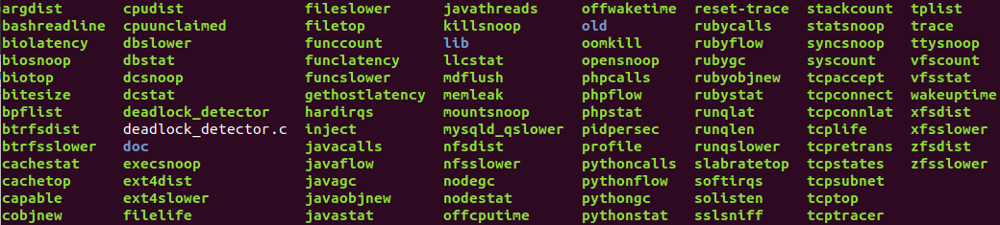 argdist cpudist fileslower javathreads offwaketime reset-trace stackcount tplist
bashreadline cpuunclaimed filetop killsnoop old rubycalls statsnoop trace
biolatency dbslower funccount lib oomkill rubyflow syncsnoop ttysnoop
biosnoop dbstat funclatency llcstat opensnoop rubygc syscount vfscount
biotop dcsnoop funcslower mdflush phpcalls rubyobjnew tcpaccept vfsstat
bitesize dcstat gethostlatency memleak phpflow rubystat tcpconnect wakeuptime
bpflist deadlock_detector hardirqs mountsnoop phpstat runqlat tcpconnlat xfsdist
btrfsdist deadlock_detector.c inject mysqld_qslower pidpersec runqlen tcplife xfsslower
btrfsslower doc javacalls nfsdist profile runqslower tcpretrans zfsdist
cachestat execsnoop javaflow nfsslower pythoncalls slabratetop tcpstates zfsslower
cachetop ext4dist javagc nodegc pythonflow softirqs tcpsubnet
capable ext4slower javaobjnew nodestat pythongc solisten tcptop
cobjnew filelife javastat offcputime pythonstat sslsniff tcptracer